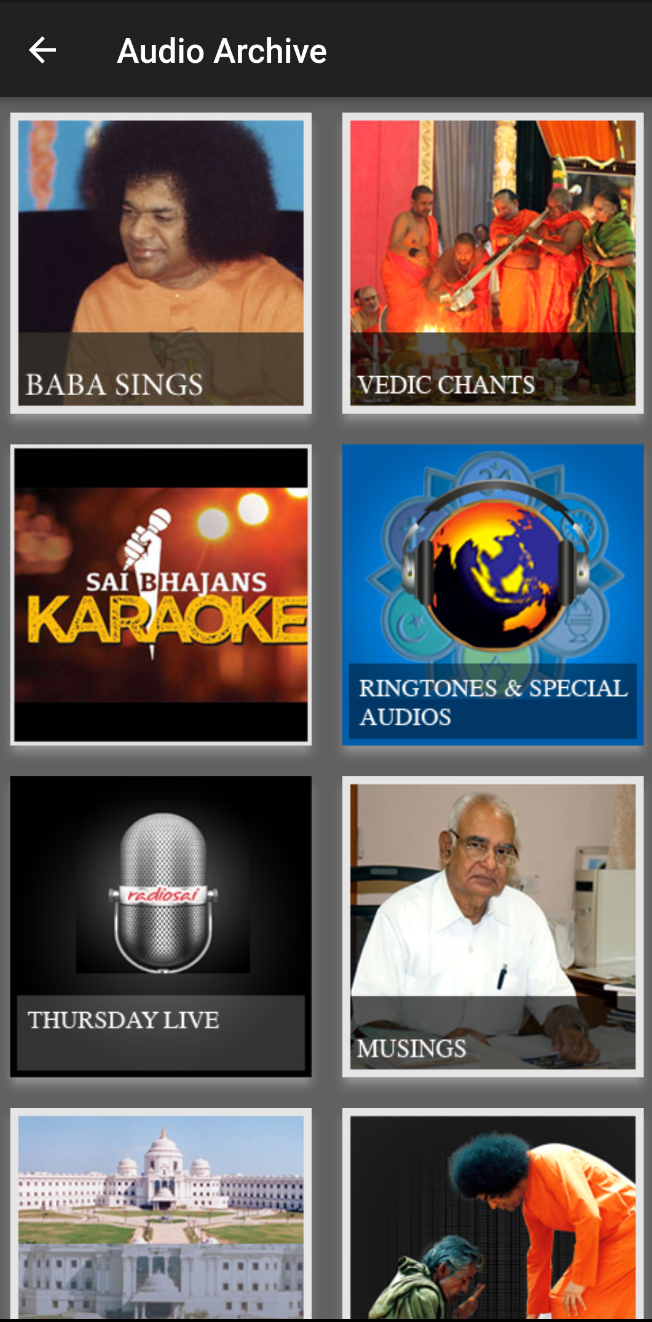 Audio Archive
BABA SINGS
VEDIC CHANTS
SAI BHAJANS
KARAOKE
RINGTONES & SPECIAL
AUDIOS
radiosai
THURSDAY LIVE
MUSINGS